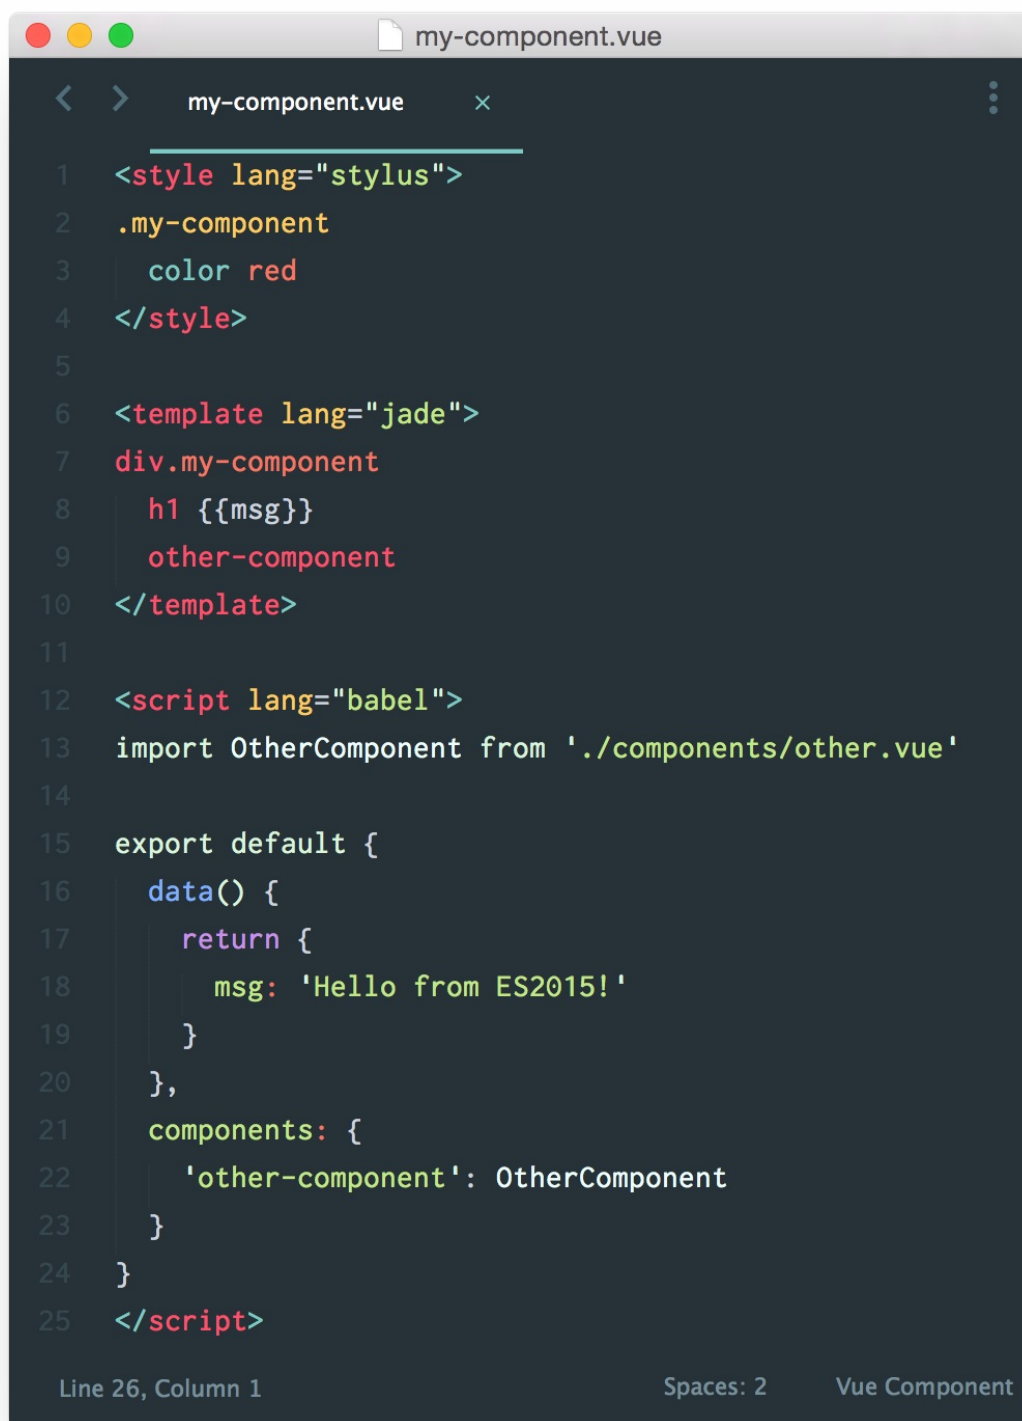 my-component.vue
my-component.vue ×
1 <style lang="stylus">
2 .my-component
3   color red
4 </style>
5
6 <template lang="jade">
7 div.my-component
8   h1 {{msg}}
9   other-component
10 </template>
11
12 <script lang="babel">
13 import OtherComponent from './components/other.vue'
14
15 export default {
16   data() {
17     return {
18       msg: 'Hello from ES2015!'
19     }
20   },
21   components: {
22     'other-component': OtherComponent
23   }
24 }
25 </script>
Line 26, Column 1 Spaces: 2 Vue Component